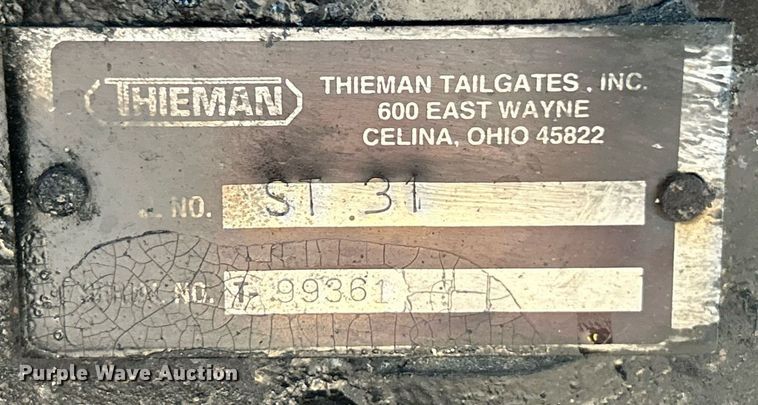 THIEMAN
THIEMAN TAILGATES. INC.
600 EAST WAYNE
CELINA, OHIO 45822
NO. ST 31
NO. T 99361
Purple Wave Auction